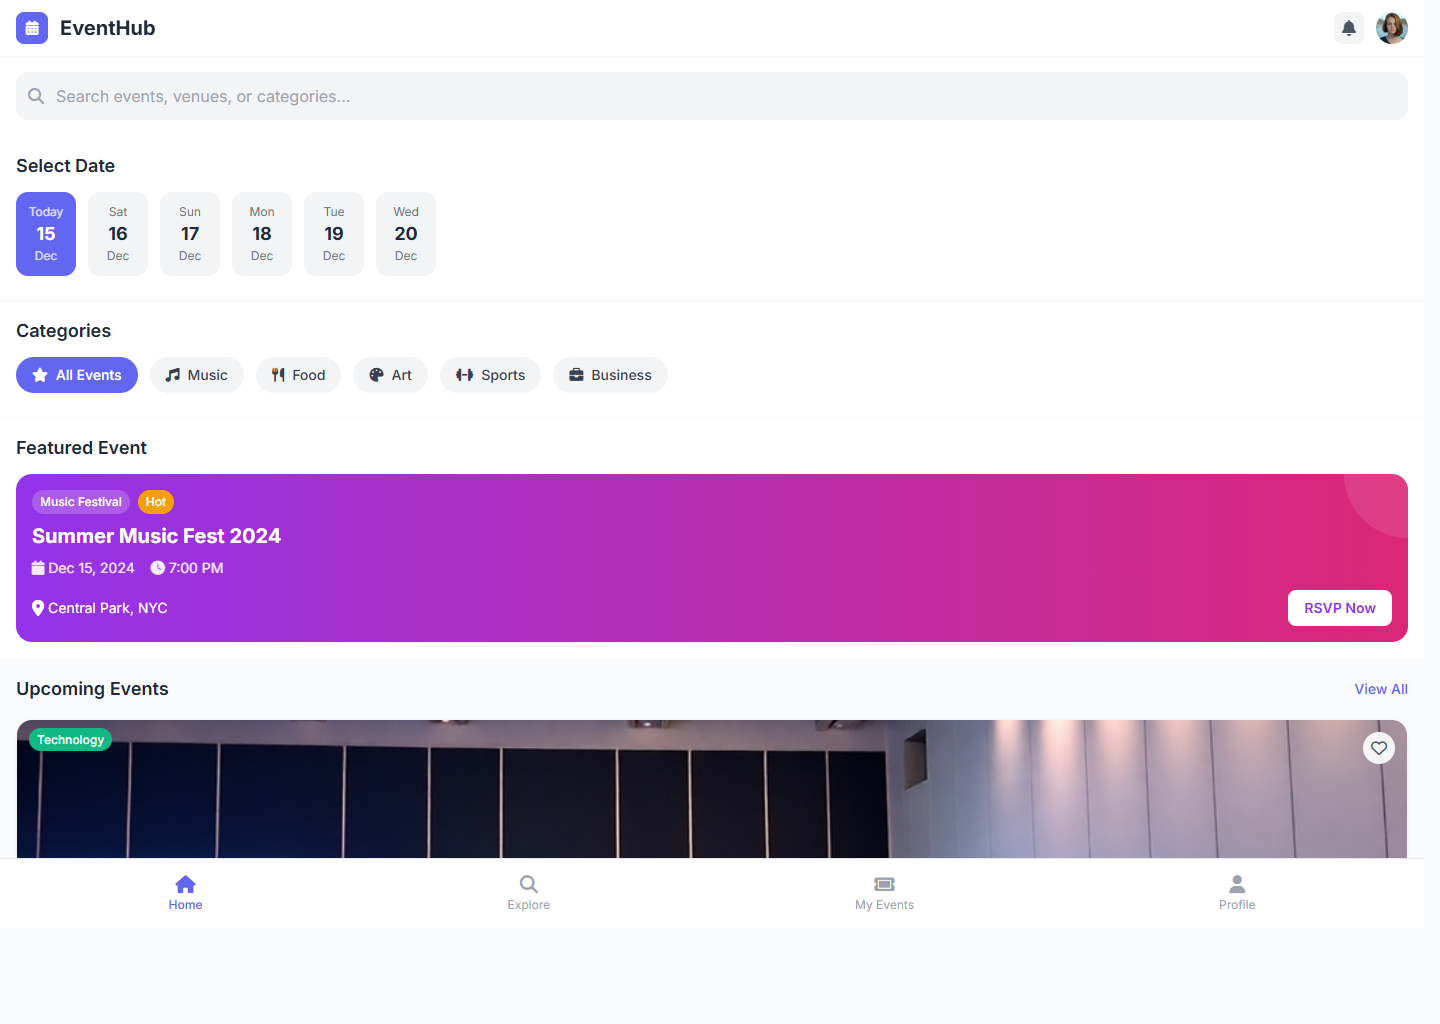 EventHub
Search events, venues, or categories...
Select Date
Today
15
Dec
Sat
16
Dec
Sun
17
Dec
Mon
18
Dec
Tue
19
Dec
Wed
20
Dec
Categories
All Events
Music
Food
Art
Sports
Business
Featured Event
Music Festival
Hot
Summer Music Fest 2024
Dec 15, 2024
7:00 PM
Central Park, NYC
RSVP Now
Upcoming Events
View All
Technology
Home
Explore
My Events
Profile